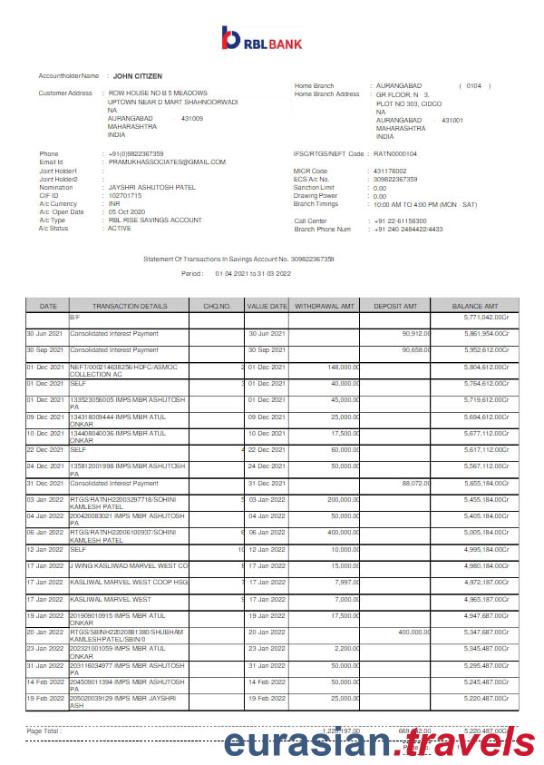 RBL BANK
Accountholder Name : JOHN CITIZEN
Customer Address : ROW HOUSE NO B 5 MEADOWS
UPTOWN NEAR D MART SHAHNOORWADI
NA
AURANGABAD - 431009
MAHARASHTRA
INDIA
Home Branch : AURANGABAD ( 0104 )
Home Branch Address : GR FLOOR, N 3,
PLOT NO 303, CIDCO
NA
AURANGABAD - 431001
MAHARASHTRA
INDIA
Phone : +91(0)9822367359
Email Id : PRAMUKHASSOCIATES@GMAIL.COM
Joint Holder1 :
Joint Holder2 :
Nomination : JAYSHRI ASHUTOSH PATEL
CIF ID : 102701715
A/c Currency : INR
A/c Open Date : 05 Oct 2020
A/c Type : RBL RISE SAVINGS ACCOUNT
A/c Status : ACTIVE
IFSC/RTGS/NEFT Code : RATN0000104
MICR Code : 431176002
ECS A/c No. : 309822367359
Sanction Limit : 0.00
Drawing Power : 0.00
Branch Timings : 10:00 AM TO 4:00 PM (MON - SAT)
Call Center : +91 22 61156300
Branch Phone Num : +91 240 2484422/4433
Statement Of Transactions In Savings Account No. 309822367359
Period : 01 04 2021 to 31 03 2022
DATE TRANSACTION DETAILS CHQ.NO. VALUE DATE WITHDRAWAL AMT DEPOSIT AMT BALANCE AMT
B/F 5,771,042.00Cr
30 Jun 2021 Consolidated Interest Payment 30 Jun 2021 90,912.00 5,861,954.00Cr
30 Sep 2021 Consolidated Interest Payment 30 Sep 2021 90,658.00 5,952,612.00Cr
01 Dec 2021 NEFT/000214638256/HDFC/ASMOC 2 01 Dec 2021 148,000.00 5,804,612.00Cr
COLLECTION AC
01 Dec 2021 SELF 3 01 Dec 2021 40,000.00 5,764,612.00Cr
01 Dec 2021 133523056005 IMPS MBR ASHUTOSH 01 Dec 2021 45,000.00 5,719,612.00Cr
PA
09 Dec 2021 134318009444 IMPS MBR ATUL 09 Dec 2021 25,000.00 5,694,612.00Cr
ONKAR
10 Dec 2021 134408040036 IMPS MBR ATUL 10 Dec 2021 17,500.00 5,677,112.00Cr
ONKAR
22 Dec 2021 SELF 4 22 Dec 2021 60,000.00 5,617,112.00Cr
24 Dec 2021 135812001998 IMPS MBR ASHUTOSH 24 Dec 2021 50,000.00 5,567,112.00Cr
PA
31 Dec 2021 Consolidated Interest Payment 31 Dec 2021 88,072.00 5,655,184.00Cr
03 Jan 2022 RTGS/RATNH22003297718/SOHINI 5 03 Jan 2022 200,000.00 5,455,184.00Cr
KAMLESH PATEL
04 Jan 2022 200420083021 IMPS MBR ASHUTOSH 04 Jan 2022 50,000.00 5,405,184.00Cr
PA
06 Jan 2022 RTGS/RATNH22006100937/SOHINI 6 06 Jan 2022 400,000.00 5,005,184.00Cr
KAMLESH PATEL
12 Jan 2022 SELF 10 12 Jan 2022 10,000.00 4,995,184.00Cr
17 Jan 2022 J WING KASLIWAD MARVEL WEST CO 17 Jan 2022 15,000.00 4,980,184.00Cr
17 Jan 2022 KASLIWAL MARVEL WEST COOP HSG 17 Jan 2022 7,997.00 4,972,187.00Cr
17 Jan 2022 KASLIWAL MARVEL WEST 17 Jan 2022 7,000.00 4,965,187.00Cr
19 Jan 2022 201909010915 IMPS MBR ATUL 19 Jan 2022 17,500.00 4,947,687.00Cr
ONKAR
20 Jan 2022 RTGS/SBINH22020881380/SHUBHAM 20 Jan 2022 400,000.00 5,347,687.00Cr
KAMLESH PATEL/SBIN/0
23 Jan 2022 202321001059 IMPS MBR ATUL 23 Jan 2022 2,200.00 5,345,487.00Cr
ONKAR
31 Jan 2022 203116034977 IMPS MBR ASHUTOSH 31 Jan 2022 50,000.00 5,295,487.00Cr
PA
14 Feb 2022 204509011394 IMPS MBR ASHUTOSH 14 Feb 2022 50,000.00 5,245,487.00Cr
PA
19 Feb 2022 205020039129 IMPS MBR JAYSHRI 19 Feb 2022 25,000.00 5,220,487.00Cr
ASH
Page Total : 5,220,487.00Cr
eurasian.travels